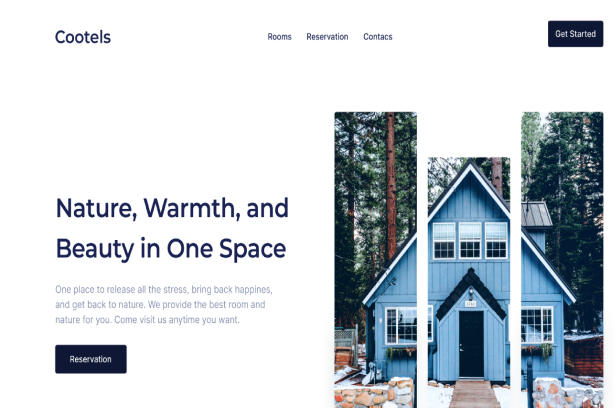 Cootels
Rooms Reservation Contacs
Get Started
Nature, Warmth, and
Beauty in One Space
One place to release all the stress, bring back happines,
and get back to nature. We provide the best room and
nature for you. Come visit us anytime you want.
Reservation